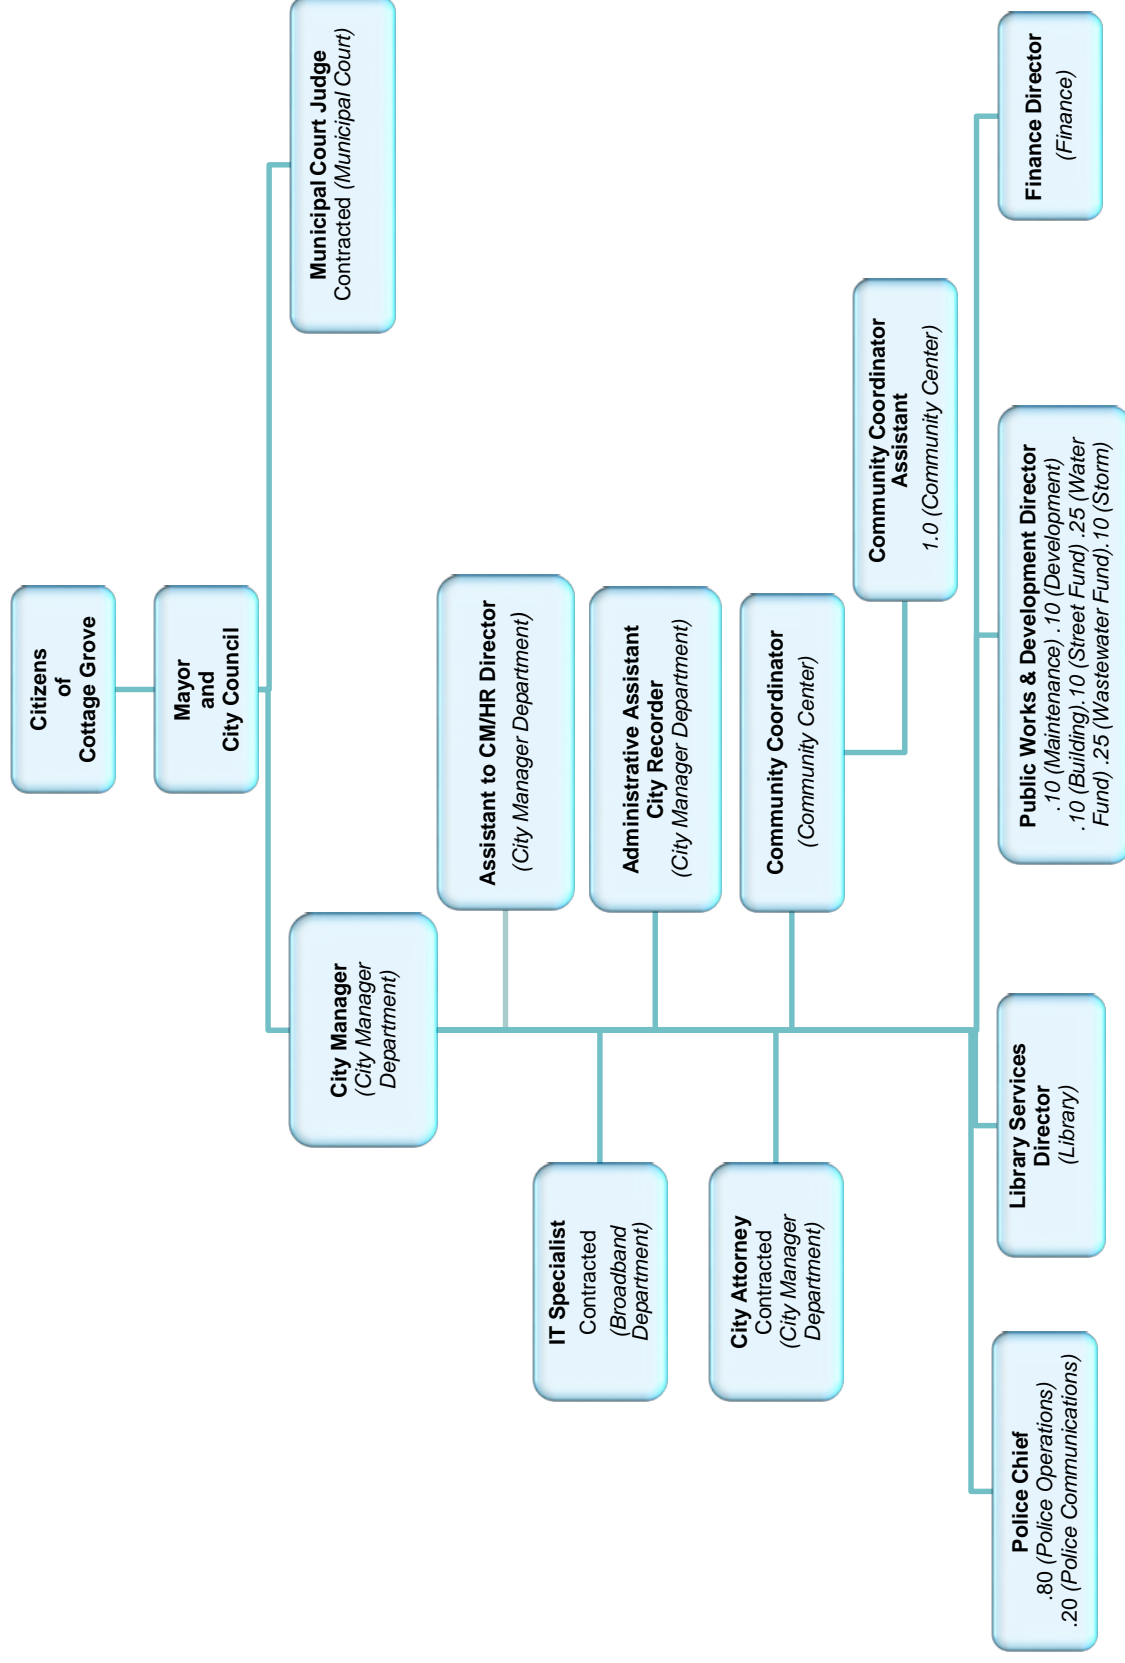 Citizens
of
Cottage Grove
Mayor
and
City Council
City Manager
(City Manager
Department)
Municipal Court Judge
Contracted (Municipal Court)
Assistant to CM/HR Director
(City Manager Department)
IT Specialist
Contracted
(Broadband
Department)
Administrative Assistant
City Recorder
(City Manager Department)
City Attorney
Contracted
(City Manager
Department)
Community Coordinator
(Community Center)
Community Coordinator
Assistant
1.0 (Community Center)
Police Chief
.80 (Police Operations)
.20 (Police Communications)
Library Services
Director
(Library)
Public Works & Development Director
.10 (Maintenance) .10 (Development)
.10 (Building).10 (Street Fund) .25 (Water
Fund) .25 (Wastewater Fund).10 (Storm)
Finance Director
(Finance)